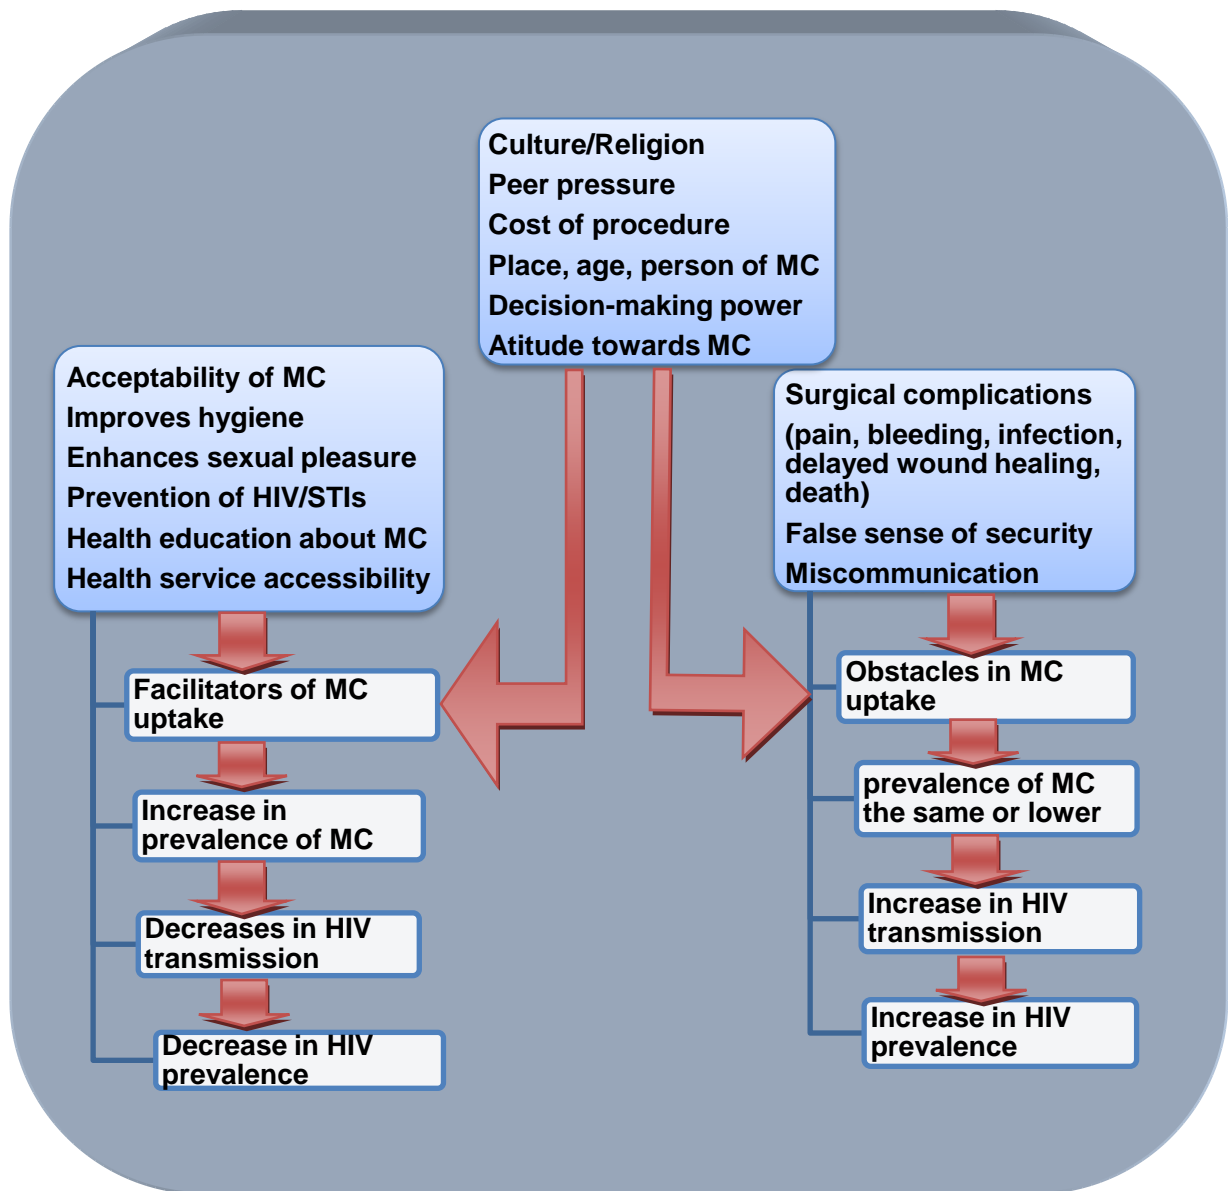 Culture/Religion
Peer pressure
Cost of procedure
Place, age, person of MC
Decision-making power
Atitude towards MC
Acceptability of MC
Improves hygiene
Enhances sexual pleasure
Prevention of HIV/STIs
Health education about MC
Health service accessibility
Facilitators of MC
uptake
Increase in
prevalence of MC
Decreases in HIV
transmission
Decrease in HIV
prevalence
Surgical complications
(pain, bleeding, infection,
delayed wound healing,
death)
False sense of security
Miscommunication
Obstacles in MC
uptake
prevalence of MC
the same or lower
Increase in HIV
transmission
Increase in HIV
prevalence